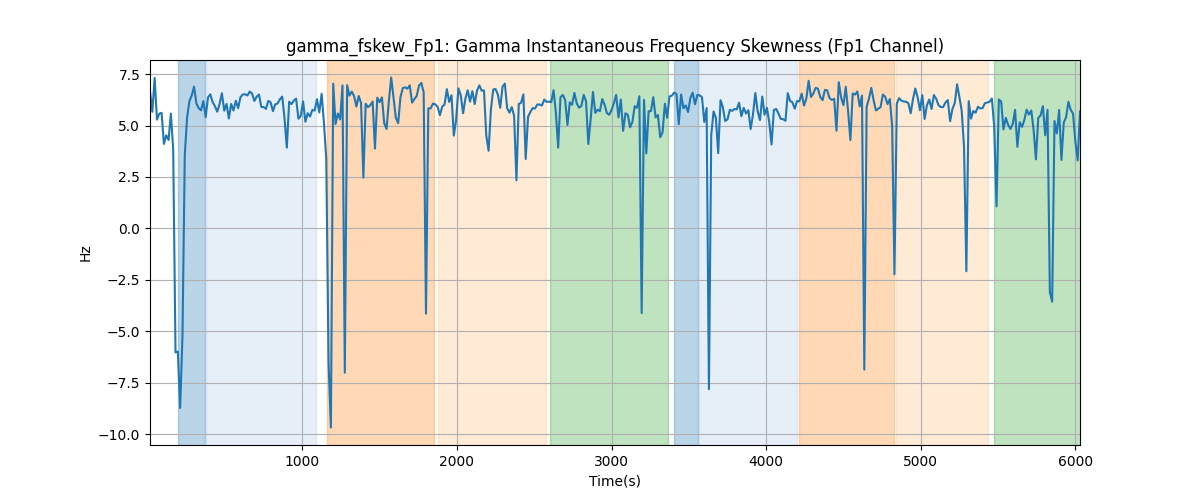 gamma_fskew_Fp1: Gamma Instantaneous Frequency Skewness (Fp1 Channel)
7.5
5.0
2.5
0.0
−2.5
−5.0
−7.5
−10.0
Hz
1000 2000 3000 4000 5000 6000
Time(s)